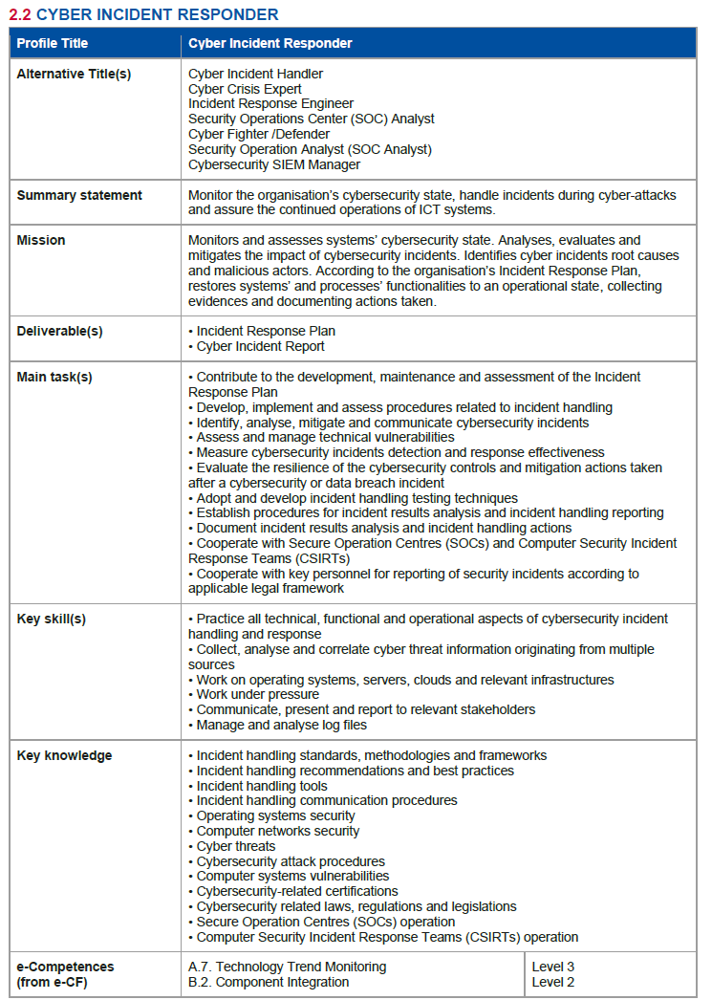 2.2 CYBER INCIDENT RESPONDER
Profile Title Cyber Incident Responder
Alternative Title(s) Cyber Incident Handler
Cyber Crisis Expert
Incident Response Engineer
Security Operations Center (SOC) Analyst
Cyber Fighter /Defender
Security Operation Analyst (SOC Analyst)
Cybersecurity SIEM Manager
Summary statement Monitor the organisation's cybersecurity state, handle incidents during cyber-attacks
and assure the continued operations of ICT systems.
Mission Monitors and assesses systems' cybersecurity state. Analyses, evaluates and
mitigates the impact of cybersecurity incidents. Identifies cyber incidents root causes
and malicious actors. According to the organisation's Incident Response Plan,
restores systems' and processes' functionalities to an operational state, collecting
evidences and documenting actions taken.
Deliverable(s) • Incident Response Plan
• Cyber Incident Report
Main task(s) • Contribute to the development, maintenance and assessment of the Incident
Response Plan
• Develop, implement and assess procedures related to incident handling
• Identify, analyse, mitigate and communicate cybersecurity incidents
• Assess and manage technical vulnerabilities
• Measure cybersecurity incidents detection and response effectiveness
• Evaluate the resilience of the cybersecurity controls and mitigation actions taken
after a cybersecurity or data breach incident
• Adopt and develop incident handling testing techniques
• Establish procedures for incident results analysis and incident handling reporting
• Document incident results analysis and incident handling actions
• Cooperate with Secure Operation Centres (SOCs) and Computer Security Incident
Response Teams (CSIRTs)
• Cooperate with key personnel for reporting of security incidents according to
applicable legal framework
Key skill(s) • Practice all technical, functional and operational aspects of cybersecurity incident
handling and response
• Collect, analyse and correlate cyber threat information originating from multiple
sources
• Work on operating systems, servers, clouds and relevant infrastructures
• Work under pressure
• Communicate, present and report to relevant stakeholders
• Manage and analyse log files
Key knowledge • Incident handling standards, methodologies and frameworks
• Incident handling recommendations and best practices
• Incident handling tools
• Incident handling communication procedures
• Operating systems security
• Computer networks security
• Cyber threats
• Cybersecurity attack procedures
• Computer systems vulnerabilities
• Cybersecurity-related certifications
• Cybersecurity related laws, regulations and legislations
• Secure Operation Centres (SOCs) operation
• Computer Security Incident Response Teams (CSIRTs) operation
e-Competences A.7. Technology Trend Monitoring Level 3
(from e-CF) B.2. Component Integration Level 2